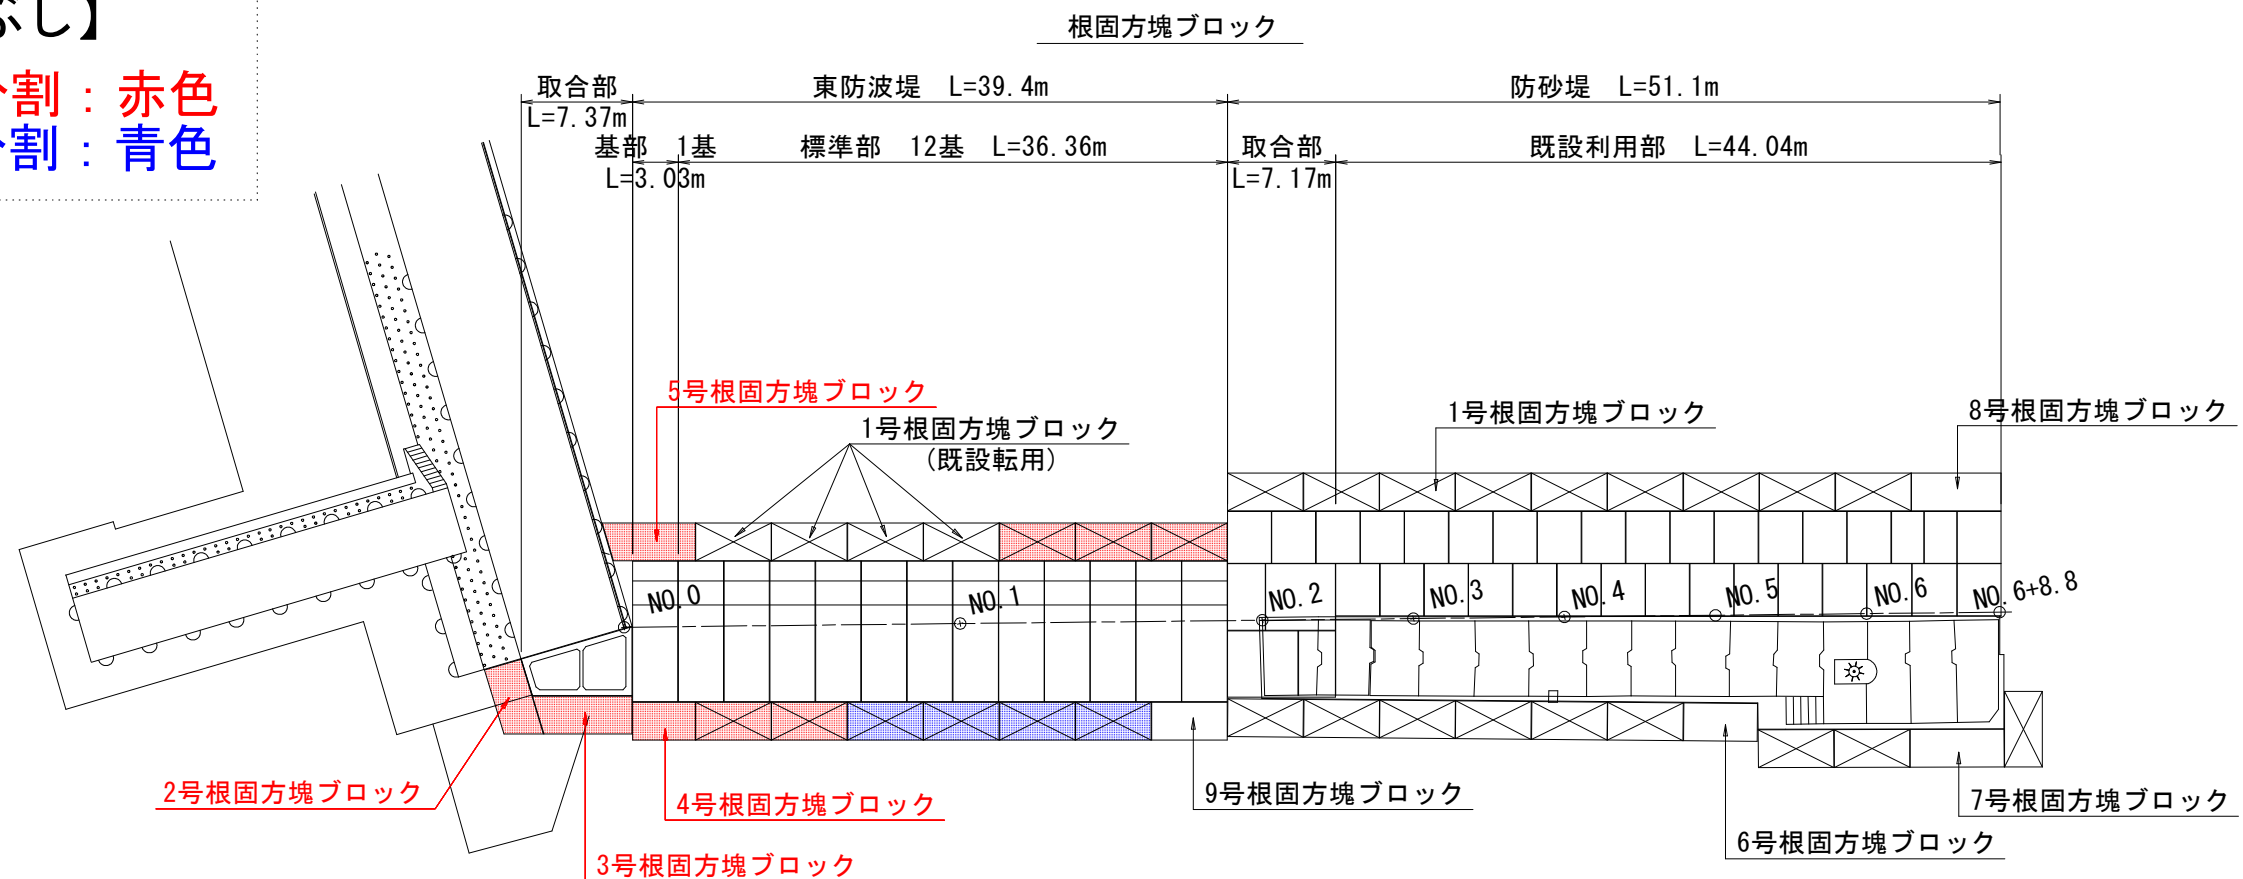 ぶし】
割：赤色
割：青色
根固方塊ブロック
取合部
L=7.37m
東防波堤 L=39.4m
防砂堤 L=51.1m
基部 1基
L=3.03m
標準部 12基 L=36.36m
取合部
L=7.17m
既設利用部 L=44.04m
5号根固方塊ブロック
1号根固方塊ブロック
(既設転用)
1号根固方塊ブロック
8号根固方塊ブロック
NO.0
NO.1
NO.2
NO.3
NO.4
NO.5
NO.6
NO.6+8.8
2号根固方塊ブロック
4号根固方塊ブロック
3号根固方塊ブロック
9号根固方塊ブロック
7号根固方塊ブロック
6号根固方塊ブロック